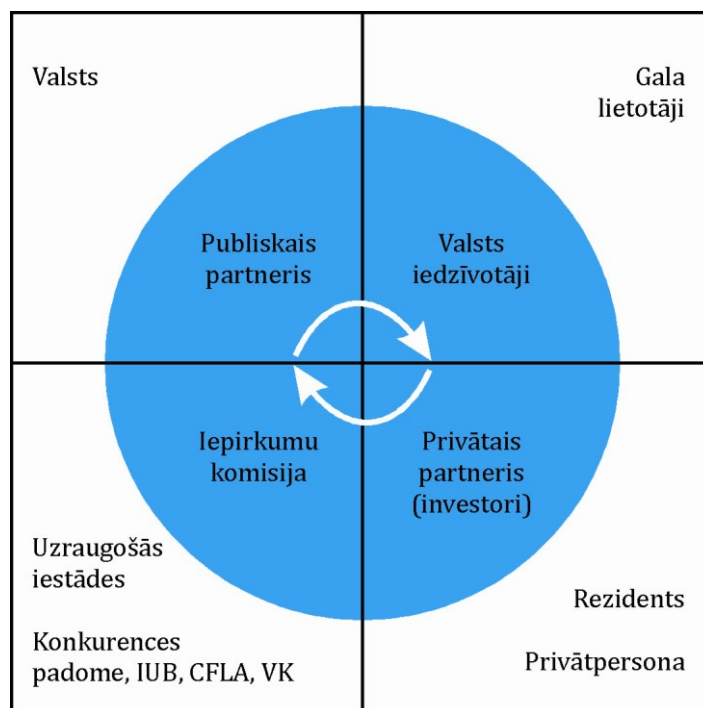 Valsts
Gala
lietotāji
Publiskais
partneris
Valsts
iedzīvotāji
Iepirkumu
komisija
Privātais
partneris
(investori)
Uzraugošās
iestādes
Konkurences
padome, IUB, CFLA, VK
Rezidents
Privātpersona